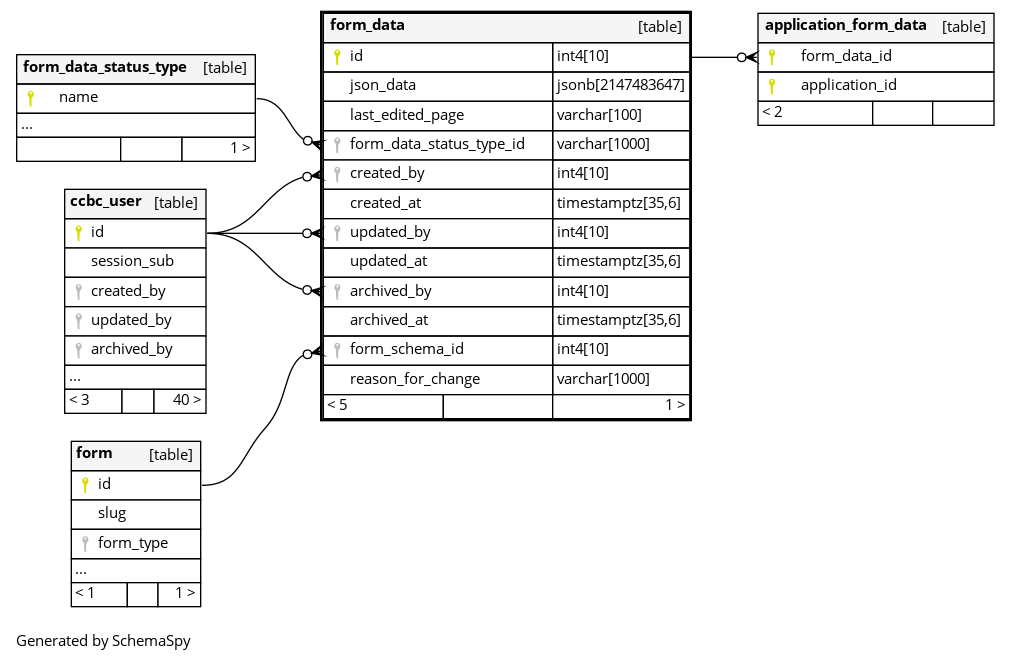 form_data_status_type [table]
name
...
1 >
ccbc_user [table]
id
session_sub
created_by
updated_by
archived_by
...
< 3 40 >
form [table]
id
slug
form_type
...
< 1 1 >
form_data [table]
id int4[10]
json_data jsonb[2147483647]
last_edited_page varchar[100]
form_data_status_type_id varchar[1000]
created_by int4[10]
created_at timestamptz[35,6]
updated_by int4[10]
updated_at timestamptz[35,6]
archived_by int4[10]
archived_at timestamptz[35,6]
form_schema_id int4[10]
reason_for_change varchar[1000]
< 5 1 >
application_form_data [table]
form_data_id
application_id
< 2
Generated by SchemaSpy